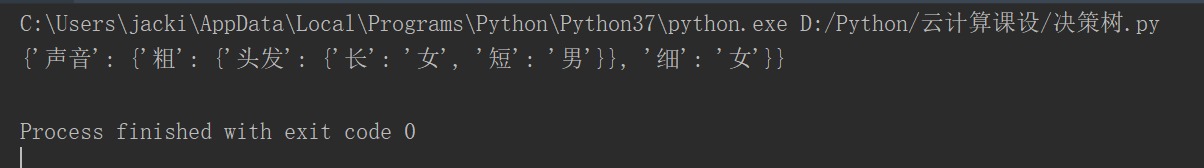 C:\Users\jacki\AppData\Local\Programs\Python\Python37\python.exe D:/Python/云计算课设/决策树.py
{'声音': {'粗': {'头发': {'长': '女', '短': '男'}}, '细': '女'}}
Process finished with exit code 0